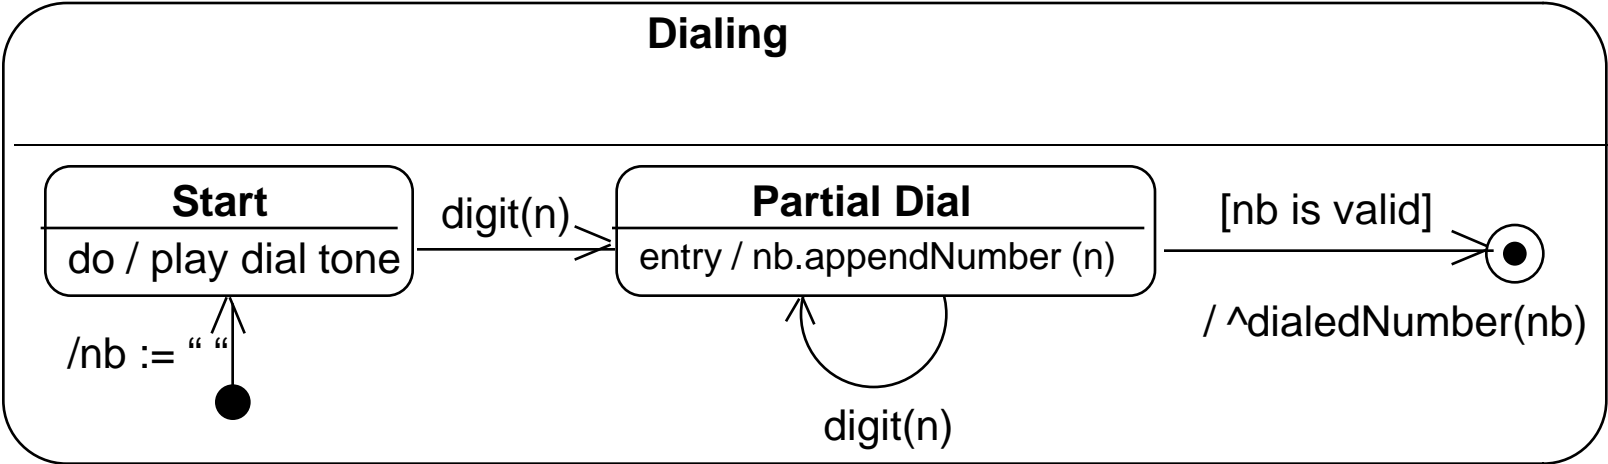 Dialing
Start
do / play dial tone
digit(n)
Partial Dial
entry / nb.appendNumber (n)
[nb is valid]
/ ^dialedNumber(nb)
/nb := “ “
digit(n)